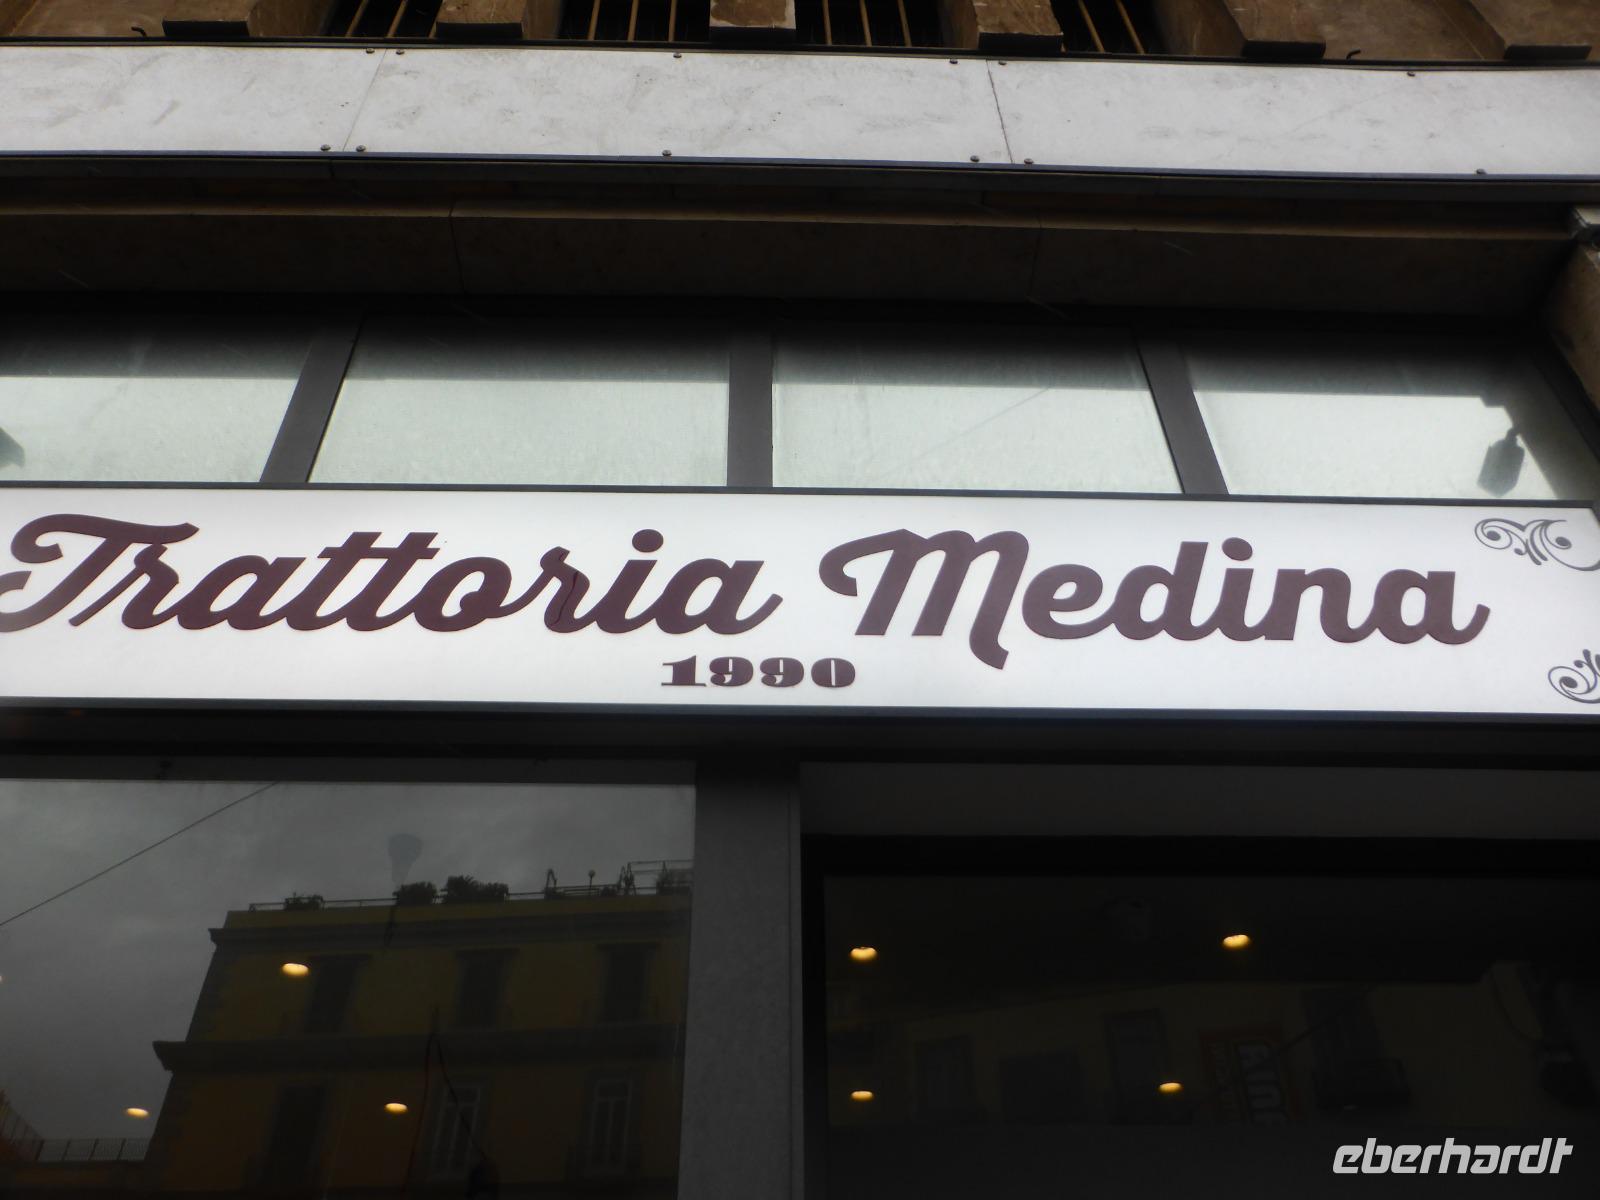 Trattoria Medina
1990
eberhardt